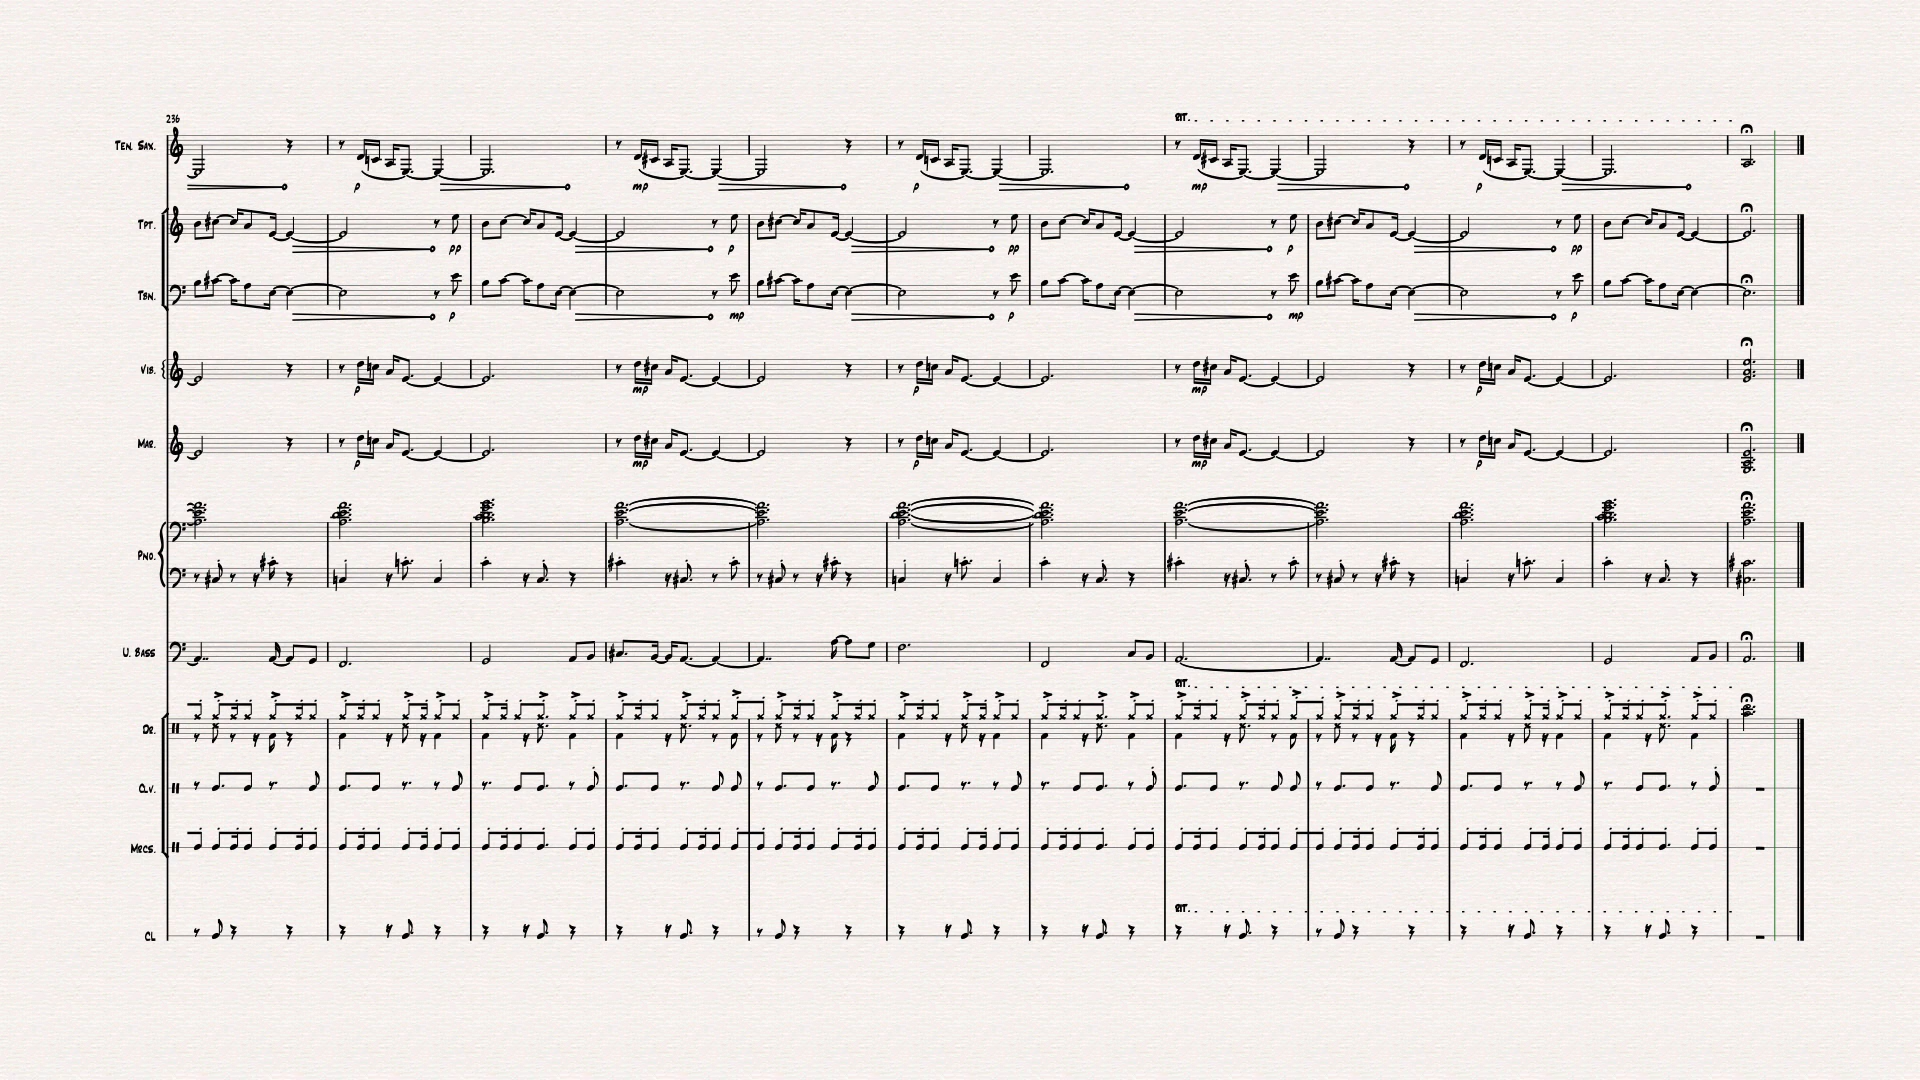 236
RIT.
TEN. SAX.
p mp p mp p
TPT.
pp p pp p pp
TBN.
p mp p mp p
VIB.
p mp p mp p
MAR.
p mp p mp p
PNO.
U. BASS
RIT.
DR.
CLV.
MRCS.
RIT.
CL